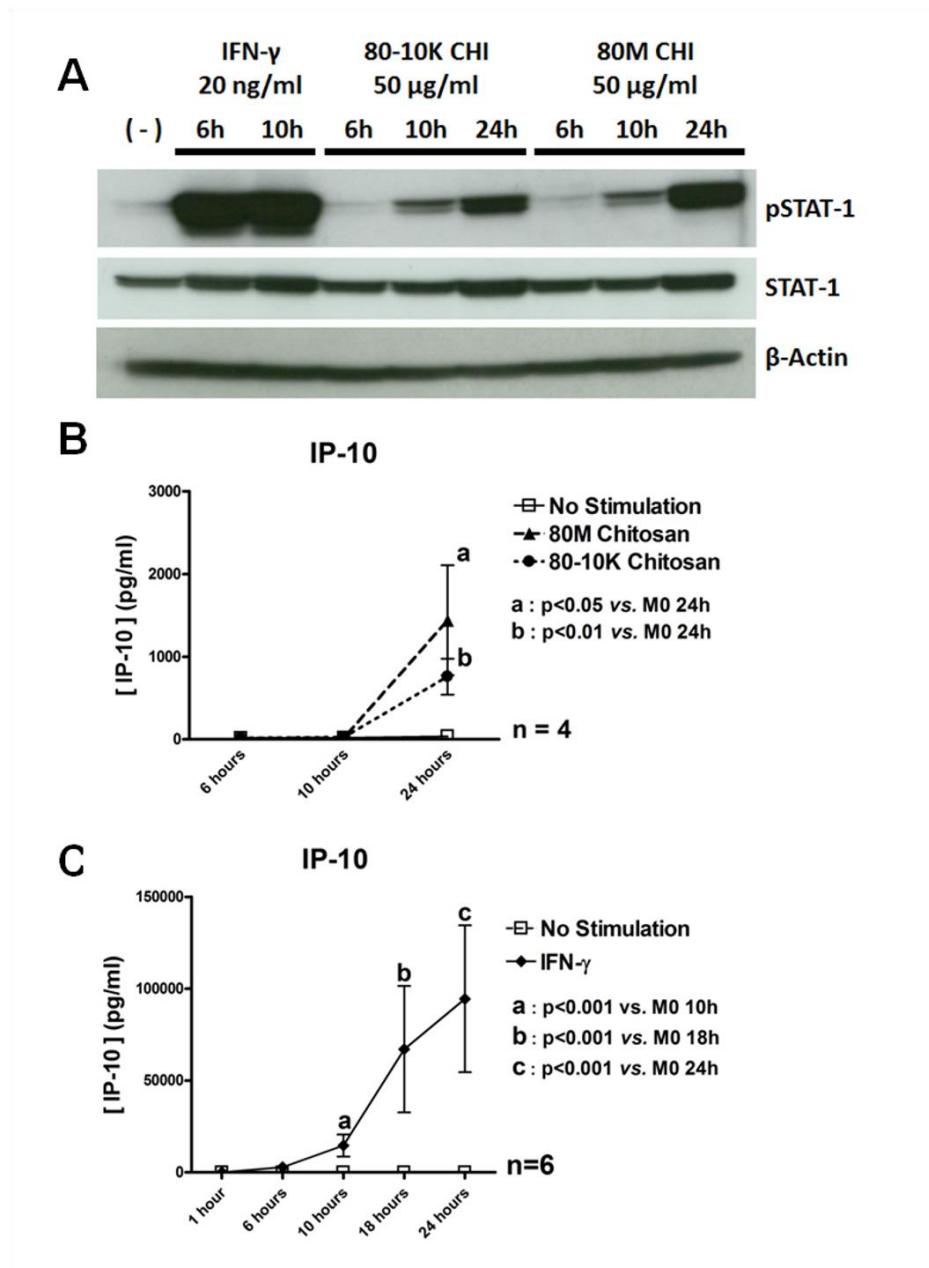 A
IFN-γ 80-10K CHI 80M CHI
20 ng/ml 50 µg/ml 50 µg/ml
( - ) 6h 10h 6h 10h 24h 6h 10h 24h
pSTAT-1
STAT-1
β-Actin
B
IP-10
[ IP-10 ] (pg/ml)
3000
2000
1000
0
6 hours
10 hours
24 hours
a
b
No Stimulation
80M Chitosan
80-10K Chitosan
a : p<0.05 vs. M0 24h
b : p<0.01 vs. M0 24h
n = 4
C
IP-10
[ IP-10 ] (pg/ml)
150000
100000
50000
0
1 hour
6 hours
10 hours
18 hours
24 hours
a
b
c
No Stimulation
IFN-γ
a : p<0.001 vs. M0 10h
b : p<0.001 vs. M0 18h
c : p<0.001 vs. M0 24h
n=6